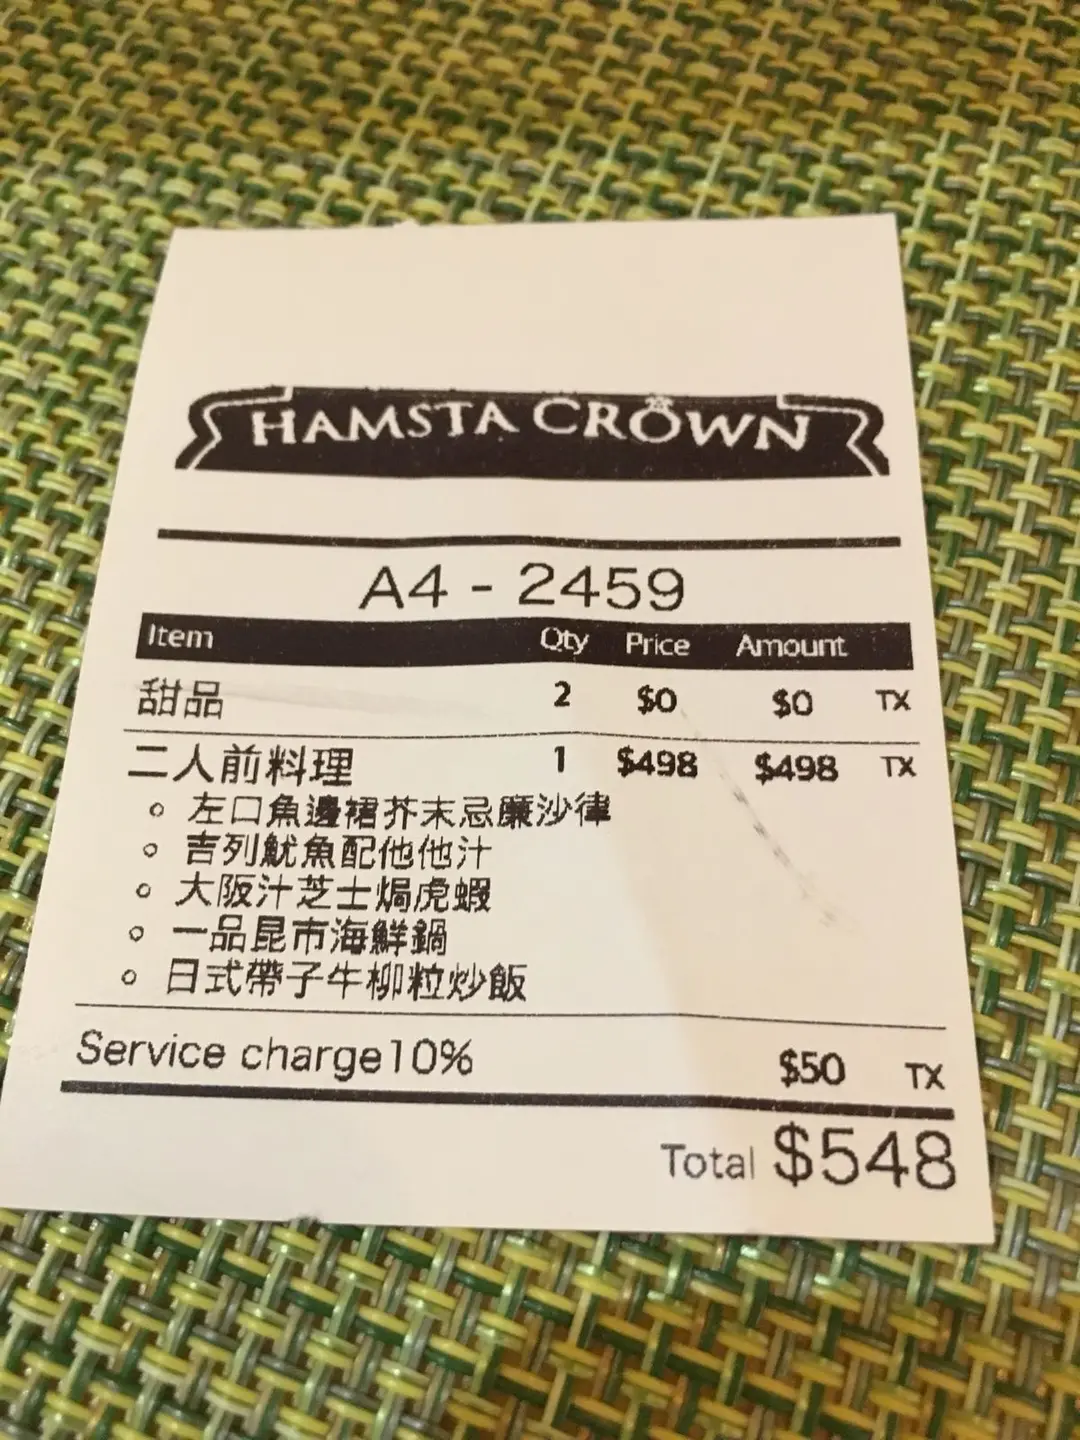 HAMSTA CROWN
A4 - 2459
Item Qty Price Amount
甜品 2 $0 $0 TX
二人前料理 1 $498 $498 TX
左口魚邊裙芥末忌廉沙律
吉列魷魚配他他汁
大阪汁芝士焗虎蝦
一品昆市海鮮鍋
日式帶子牛柳粒炒飯
Service charge10% $50 TX
Total $548